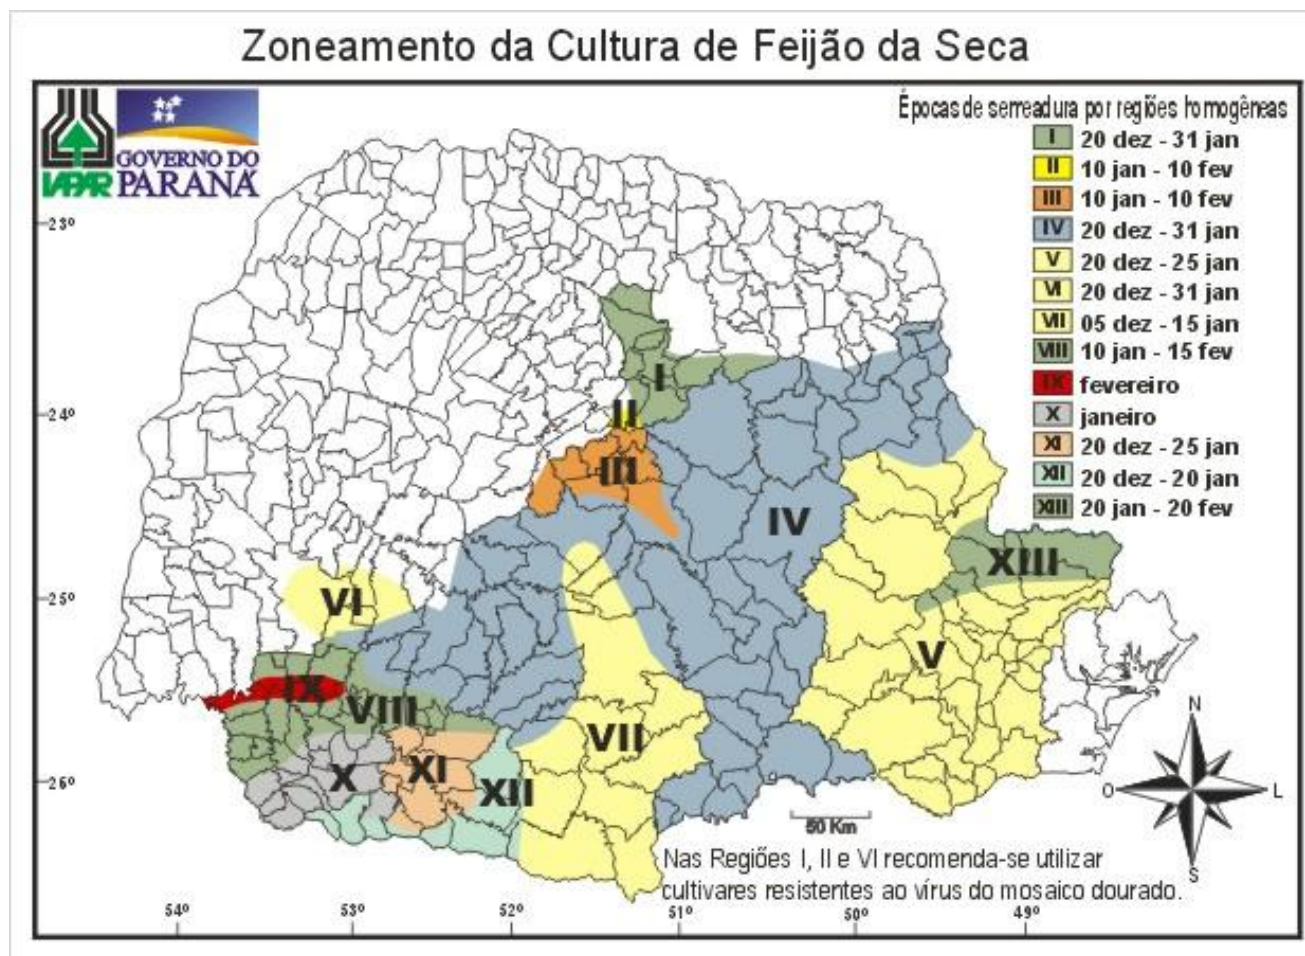 Zoneamento da Cultura de Feijão da Seca
IAPAR
GOVERNO DO
PARANÁ
Épocas de serreadura por regiões homogêneas
I 20 dez - 31 jan
II 10 jan - 10 fev
III 10 jan - 10 fev
IV 20 dez - 31 jan
V 20 dez - 25 jan
VI 20 dez - 31 jan
VII 05 dez - 15 jan
VIII 10 jan - 15 fev
IX fevereiro
X janeiro
XI 20 dez - 25 jan
XII 20 dez - 20 jan
XIII 20 jan - 20 fev
23º
24º
25º
26º
I
II
III
IV
XIII
VI
V
IX
VIII
VII
X
XI
XII
N
O
L
S
50 Km
Nas Regiões I, II e VI recomenda-se utilizar
cultivares resistentes ao vírus do mosaico dourado.
54º 53º 52º 51º 50º 49º